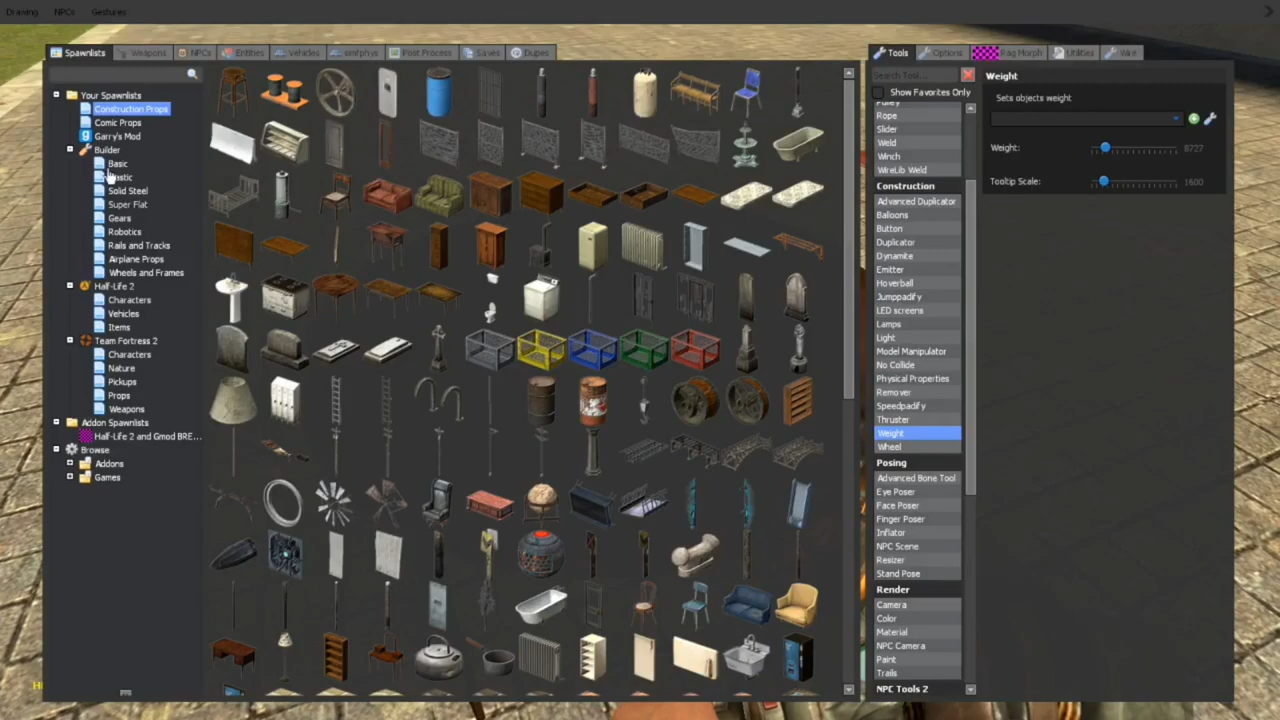 Drawing NPCs Gestures
Spawnlists Weapons NPCs Entities Vehicles simfphys Post Process Saves Dupes
Your Spawnlists
Construction Props
Comic Props
Garry's Mod
Builder
Basic
Solid Steel
Super Flat
Gears
Robotics
Rails and Tracks
Airplane Props
Wheels and Frames
Half-Life 2
Characters
Vehicles
Items
Team Fortress 2
Characters
Nature
Pickups
Props
Weapons
Addon Spawnlists
Half-Life 2 and Gmod BRE...
Browse
Addons
Games
Tools Options Rag Morph Utilities Wire
Search Tool...
Show Favorites Only
Pulley
Rope
Slider
Weld
Winch
WireLib Weld
Construction
Advanced Duplicator
Balloons
Button
Duplicator
Dynamite
Emitter
Hoverball
Jumppadify
LED screens
Lamps
Light
Model Manipulator
No Collide
Physical Properties
Remover
Speedpadify
Thruster
Weight
Wheel
Posing
Advanced Bone Tool
Eye Poser
Face Poser
Finger Poser
Inflator
NPC Scene
Resizer
Stand Pose
Render
Camera
Color
Material
NPC Camera
Paint
Trails
NPC Tools 2
Weight
Sets objects weight
Weight: 8727
Tooltip Scale: 1600